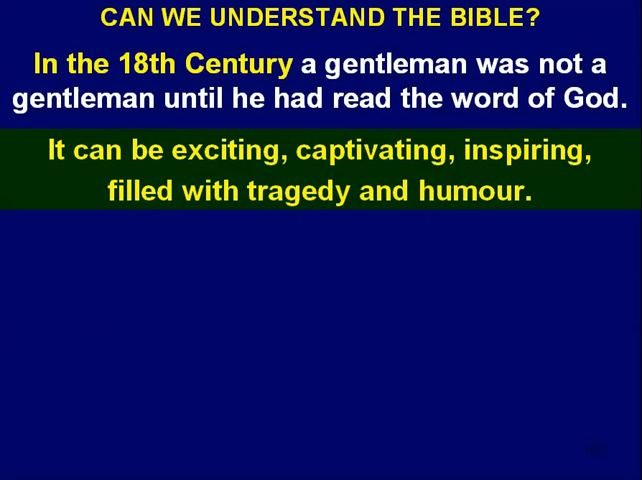 CAN WE UNDERSTAND THE BIBLE?
In the 18th Century a gentleman was not a
gentleman until he had read the word of God.
It can be exciting, captivating, inspiring,
filled with tragedy and humour.